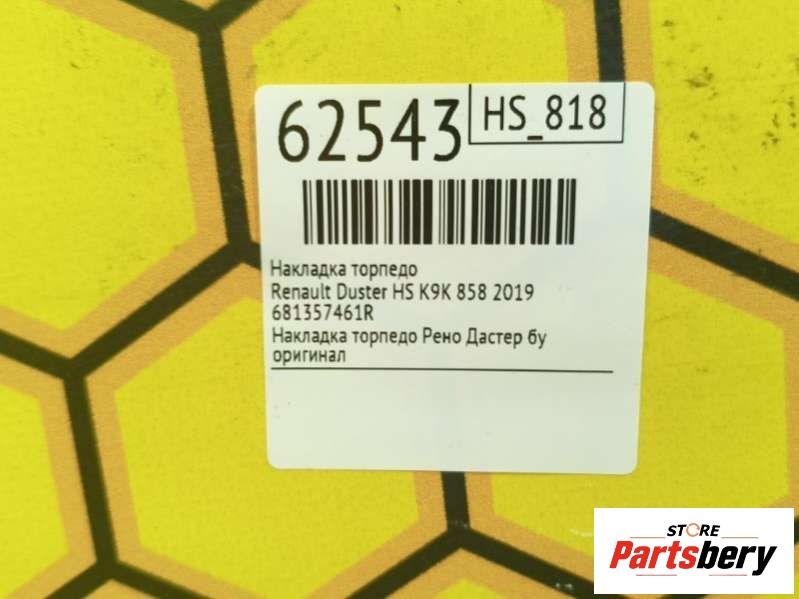 62543
HS_818
Накладка торпедо
Renault Duster HS K9K 858 2019
681357461R
Накладка торпедо Рено Дастер бу
оригинал
STORE
Partsbery